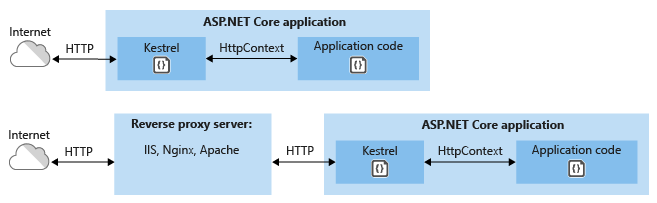 ASP.NET Core application
Internet
HTTP
Kestrel
HttpContext
Application code
Reverse proxy server:
ASP.NET Core application
Internet
HTTP
IIS, Nginx, Apache
HTTP
Kestrel
HttpContext
Application code